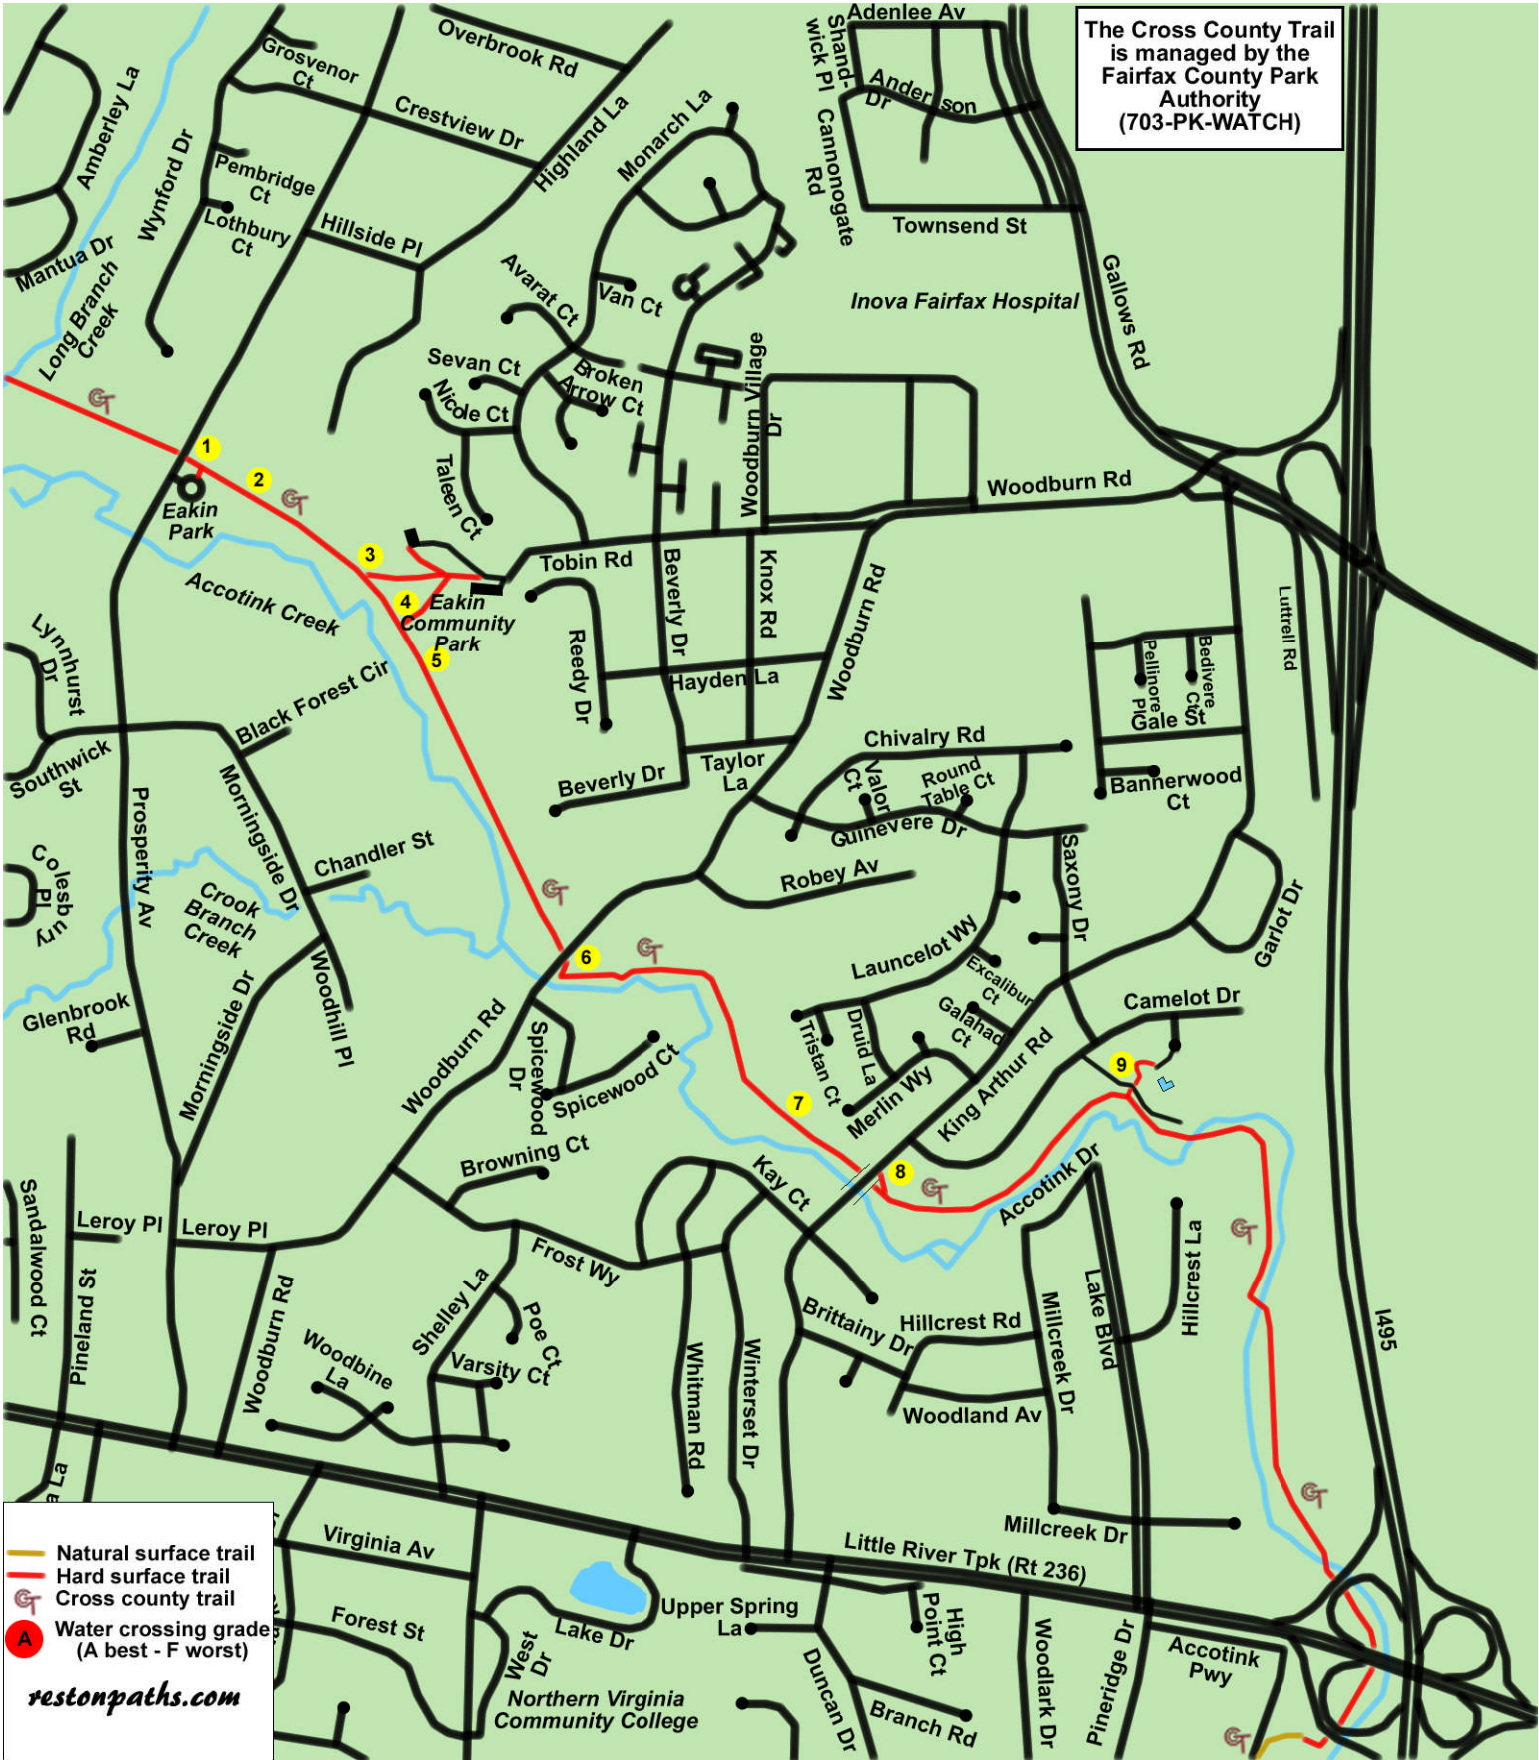 The Cross County Trail
is managed by the
Fairfax County Park
Authority
(703-PK-WATCH)
Adenlee Av
Shand-
wick Pl
Anderson
Dr
Cannonogate
Rd
Townsend St
Gallows Rd
Inova Fairfax Hospital
Overbrook Rd
Grosvenor
Ct
Crestview Dr
Highland La
Monarch La
Amberley La
Wynford Dr
Pembridge
Ct
Lothbury
Ct
Hillside Pl
Mantua Dr
Long Branch
Creek
Avarat Ct
Van Ct
Sevan Ct
Broken
Arrow Ct
Nicole Ct
Taleen Ct
Woodburn Village
Dr
Woodburn Rd
1
2
Eakin
Park
3
4
Eakin
Community
Park
5
Accotink Creek
Tobin Rd
Beverly Dr
Knox Rd
Woodburn Rd
Reedy Dr
Hayden La
Luttrell Rd
Pellinore
Pl
Bedivere
Ct
Gale St
Bannerwood
Ct
Lynnhurst
Dr
Black Forest Cir
Southwick
St
Morningside Dr
Prosperity Av
Beverly Dr
Taylor
La
Chivalry Rd
Valor
Ct
Round
Table Ct
Guinevere Dr
Saxony Dr
Robey Av
Garlot Dr
Chandler St
Colesbury
Pl
Crook
Branch
Creek
Glenbrook
Rd
Morningside Dr
Woodhill Pl
6
Launcelot Wy
Excalibur
Ct
Galahad
Ct
Camelot Dr
Tristan Ct
Druid La
Merlin Wy
King Arthur Rd
9
7
8
Woodburn Rd
Spicewood
Dr
Spicewood Ct
Browning Ct
Kay Ct
Accotink Dr
Sandalwood Ct
Leroy Pl
Leroy Pl
Pineland St
Woodburn Rd
Frost Wy
Shelley La
Poe Ct
Varsity Ct
Woodbine
La
Whitman Rd
Winterset Dr
Brittainy Dr
Hillcrest Rd
Woodland Av
Millcreek Dr
Lake Blvd
Hillcrest La
I495
Millcreek Dr
Little River Tpk (Rt 236)
a La
Virginia Av
Forest St
West
Dr
Lake Dr
Northern Virginia
Community College
Upper Spring
La
High
Point Ct
Duncan Dr
Branch Rd
Woodlark Dr
Pineridge Dr
Accotink
Pwy
Natural surface trail
Hard surface trail
CT Cross county trail
A Water crossing grade
(A best - F worst)
restonpaths.com